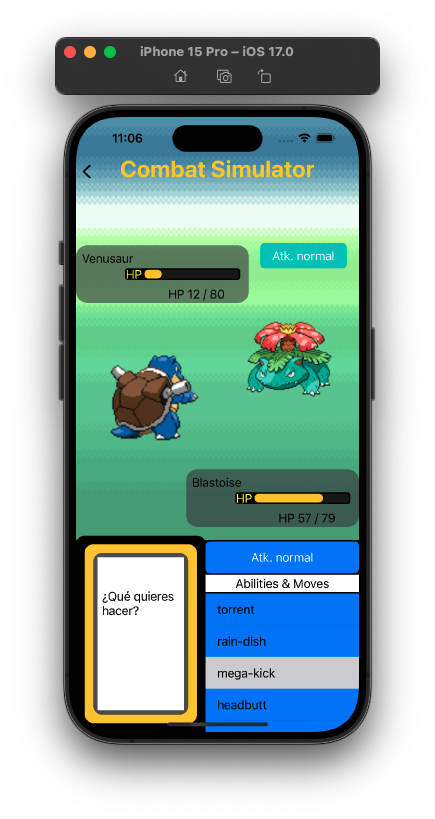 iPhone 15 Pro – iOS 17.0
11:06
Combat Simulator
Venusaur
HP
HP 12 / 80
Atk. normal
Blastoise
HP
HP 57 / 79
¿Qué quieres
hacer?
Atk. normal
Abilities & Moves
torrent
rain-dish
mega-kick
headbutt